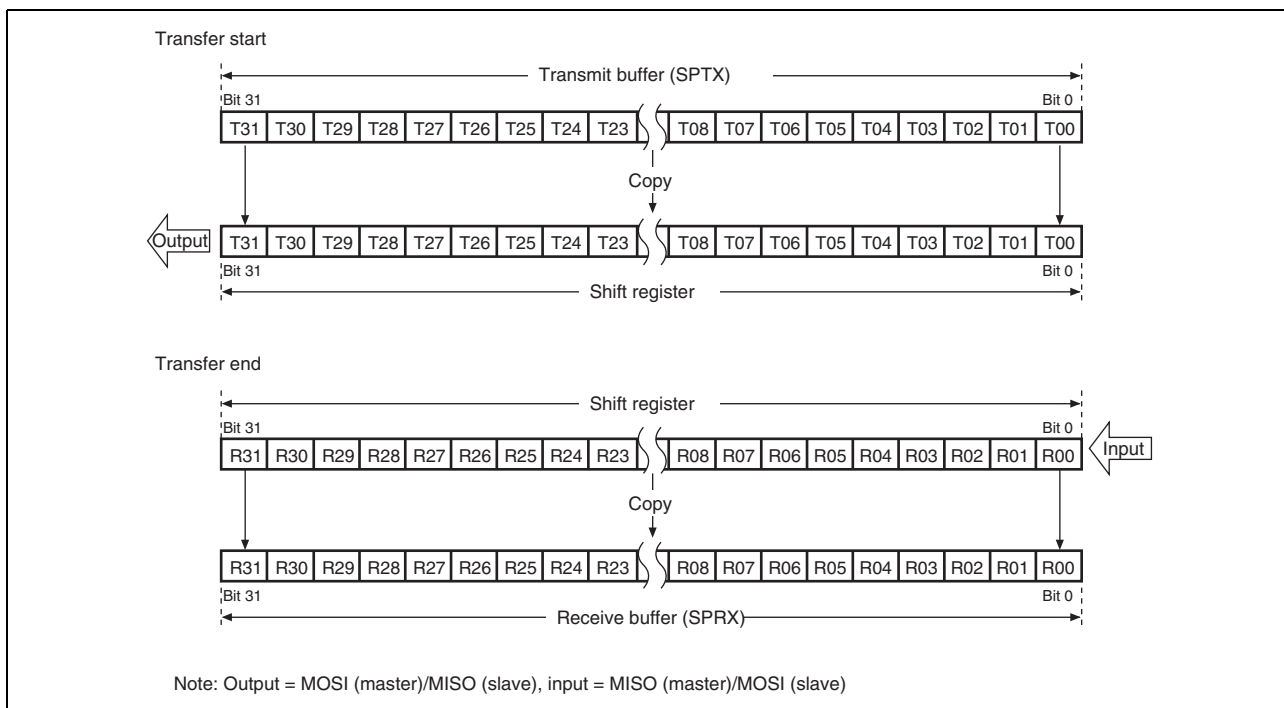 Transfer start
Transmit buffer (SPTX)
Bit 31 Bit 0
T31 T30 T29 T28 T27 T26 T25 T24 T23 T08 T07 T06 T05 T04 T03 T02 T01 T00
Copy
Output T31 T30 T29 T28 T27 T26 T25 T24 T23 T08 T07 T06 T05 T04 T03 T02 T01 T00
Bit 31 Bit 0
Shift register
Transfer end
Shift register
Bit 31 Bit 0
R31 R30 R29 R28 R27 R26 R25 R24 R23 R08 R07 R06 R05 R04 R03 R02 R01 R00 Input
Copy
R31 R30 R29 R28 R27 R26 R25 R24 R23 R08 R07 R06 R05 R04 R03 R02 R01 R00
Bit 31 Bit 0
Receive buffer (SPRX)
Note: Output = MOSI (master)/MISO (slave), input = MISO (master)/MOSI (slave)